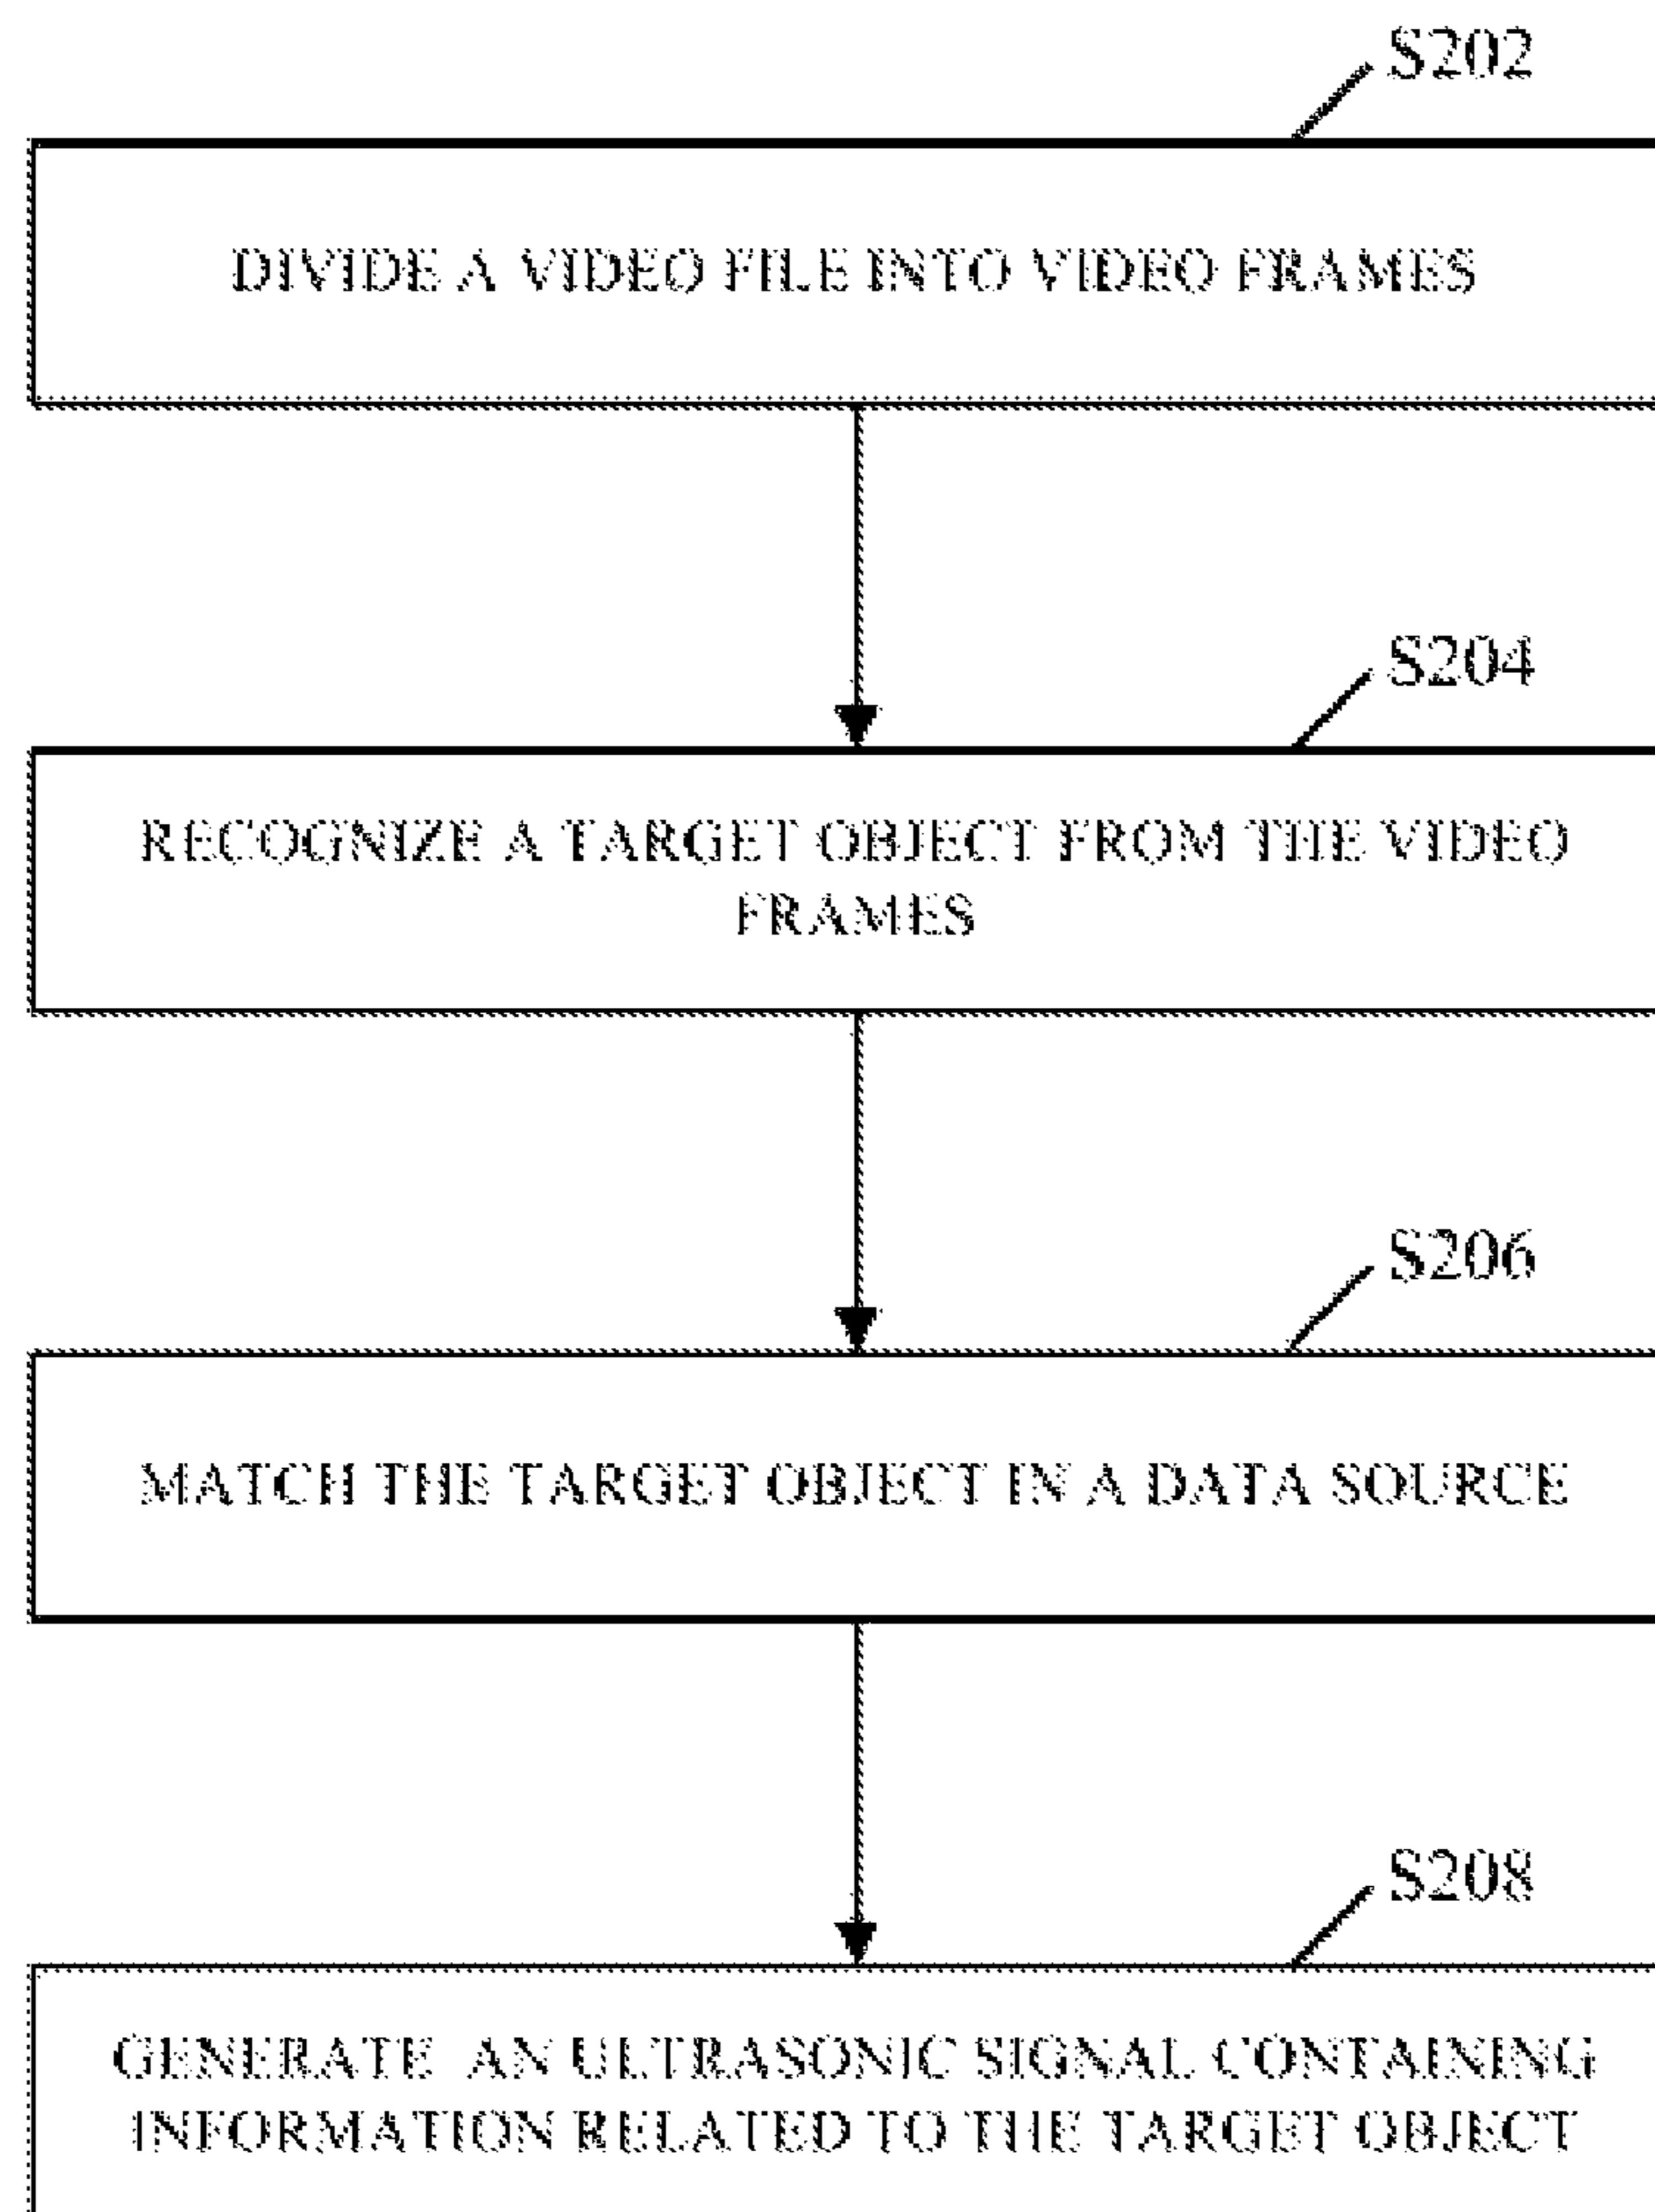 S202
DIVIDE A VIDEO FILE INTO VIDEO FRAMES
S204
RECOGNIZE A TARGET OBJECT FROM THE VIDEO
FRAMES
S206
MATCH THE TARGET OBJECT IN A DATA SOURCE
S208
GENERATE AN ULTRASONIC SIGNAL CONTAINING
INFORMATION RELATED TO THE TARGET OBJECT